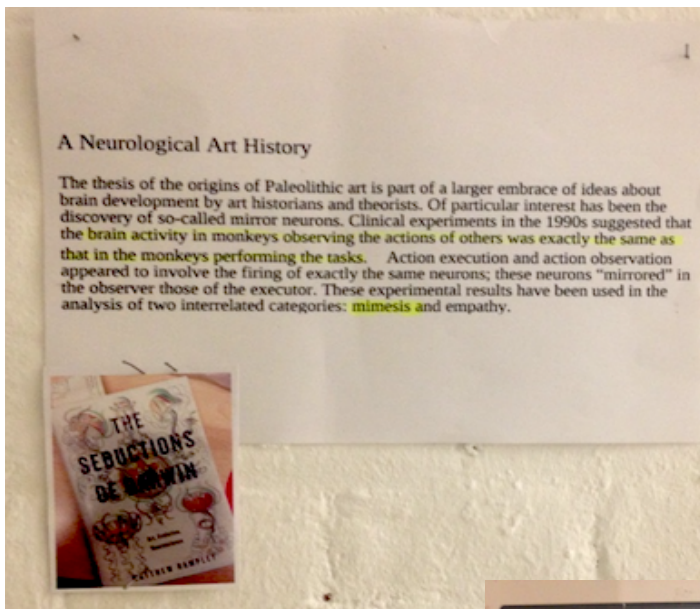 A Neurological Art History
The thesis of the origins of Paleolithic art is part of a larger embrace of ideas about
brain development by art historians and theorists. Of particular interest has been the
discovery of so-called mirror neurons. Clinical experiments in the 1990s suggested that
the brain activity in monkeys observing the actions of others was exactly the same as
that in the monkeys performing the tasks. Action execution and action observation
appeared to involve the firing of exactly the same neurons; these neurons “mirrored” in
the observer those of the executor. These experimental results have been used in the
analysis of two interrelated categories: mimesis and empathy.
THE
SEDUCTIONS
OF DARWIN
MATTHEW RAMPLEY